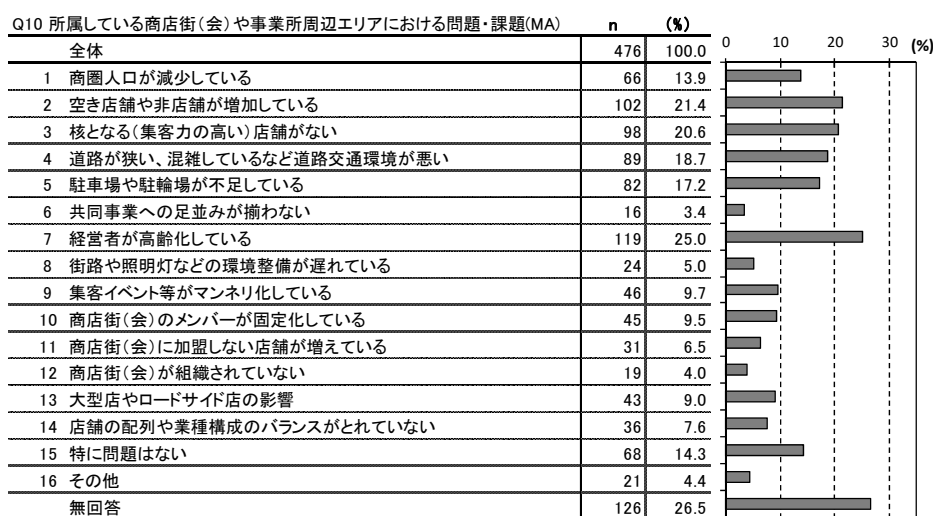 Q10 所属している商店街(会)や事業所周辺エリアにおける問題・課題(MA) n (%)
全体 476 100.0 0 10 20 30 (%)
1 商圏人口が減少している 66 13.9
2 空き店舗や非店舗が増加している 102 21.4
3 核となる(集客力の高い)店舗がない 98 20.6
4 道路が狭い、混雑しているなど道路交通環境が悪い 89 18.7
5 駐車場や駐輪場が不足している 82 17.2
6 共同事業への足並みが揃わない 16 3.4
7 経営者が高齢化している 119 25.0
8 街路や照明灯などの環境整備が遅れている 24 5.0
9 集客イベント等がマンネリ化している 46 9.7
10 商店街(会)のメンバーが固定化している 45 9.5
11 商店街(会)に加盟しない店舗が増えている 31 6.5
12 商店街(会)が組織されていない 19 4.0
13 大型店やロードサイド店の影響 43 9.0
14 店舗の配列や業種構成のバランスがとれていない 36 7.6
15 特に問題はない 68 14.3
16 その他 21 4.4
無回答 126 26.5